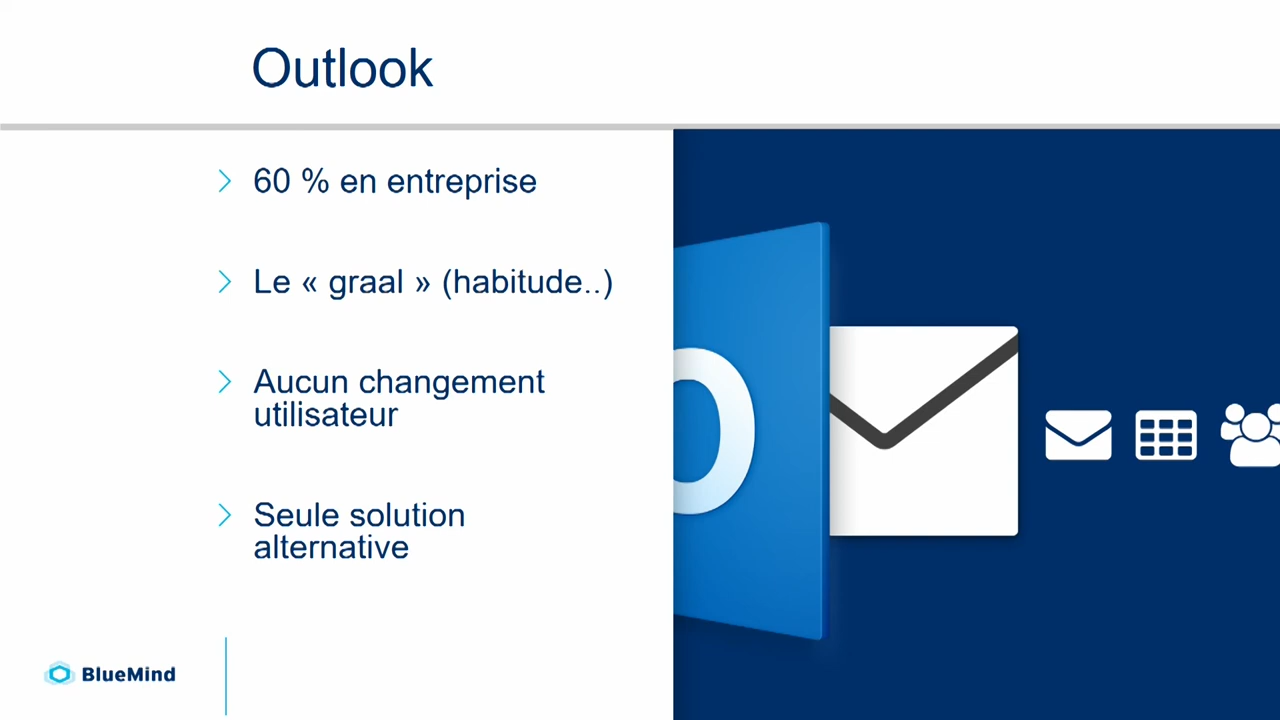 Outlook
60 % en entreprise
Le « graal » (habitude..)
Aucun changement
utilisateur
Seule solution
alternative
BlueMind
O